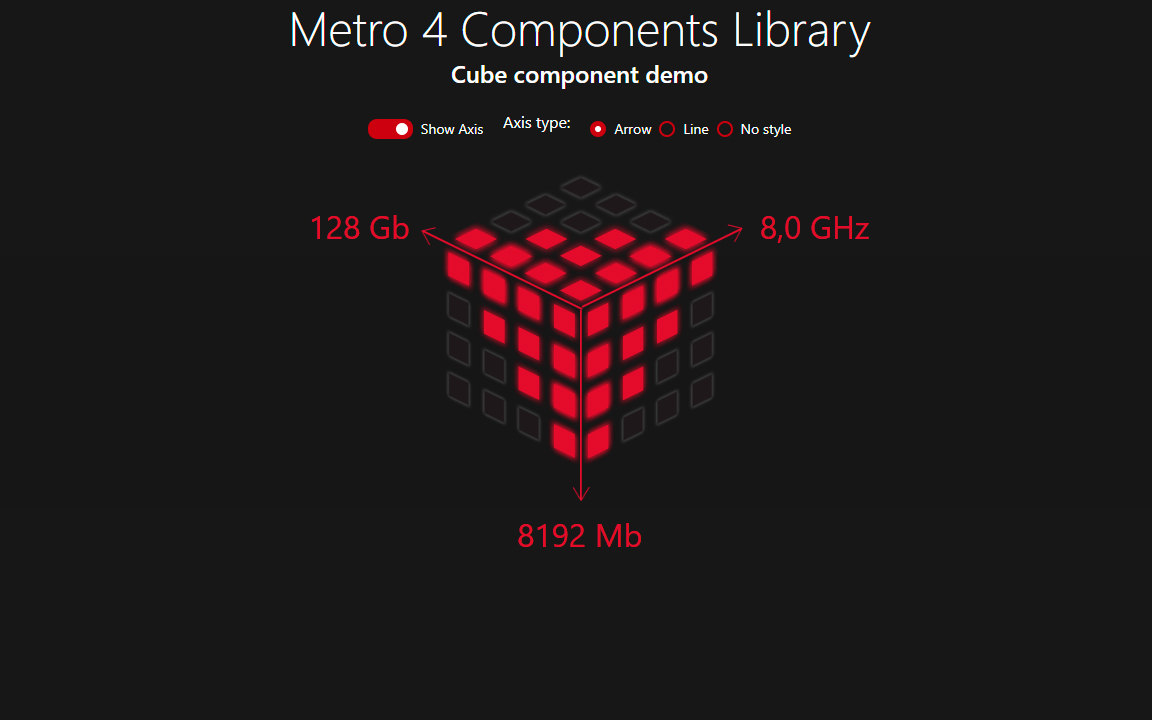 Metro 4 Components Library
Cube component demo
Show Axis Axis type: Arrow Line No style
128 Gb 8,0 GHz
8192 Mb